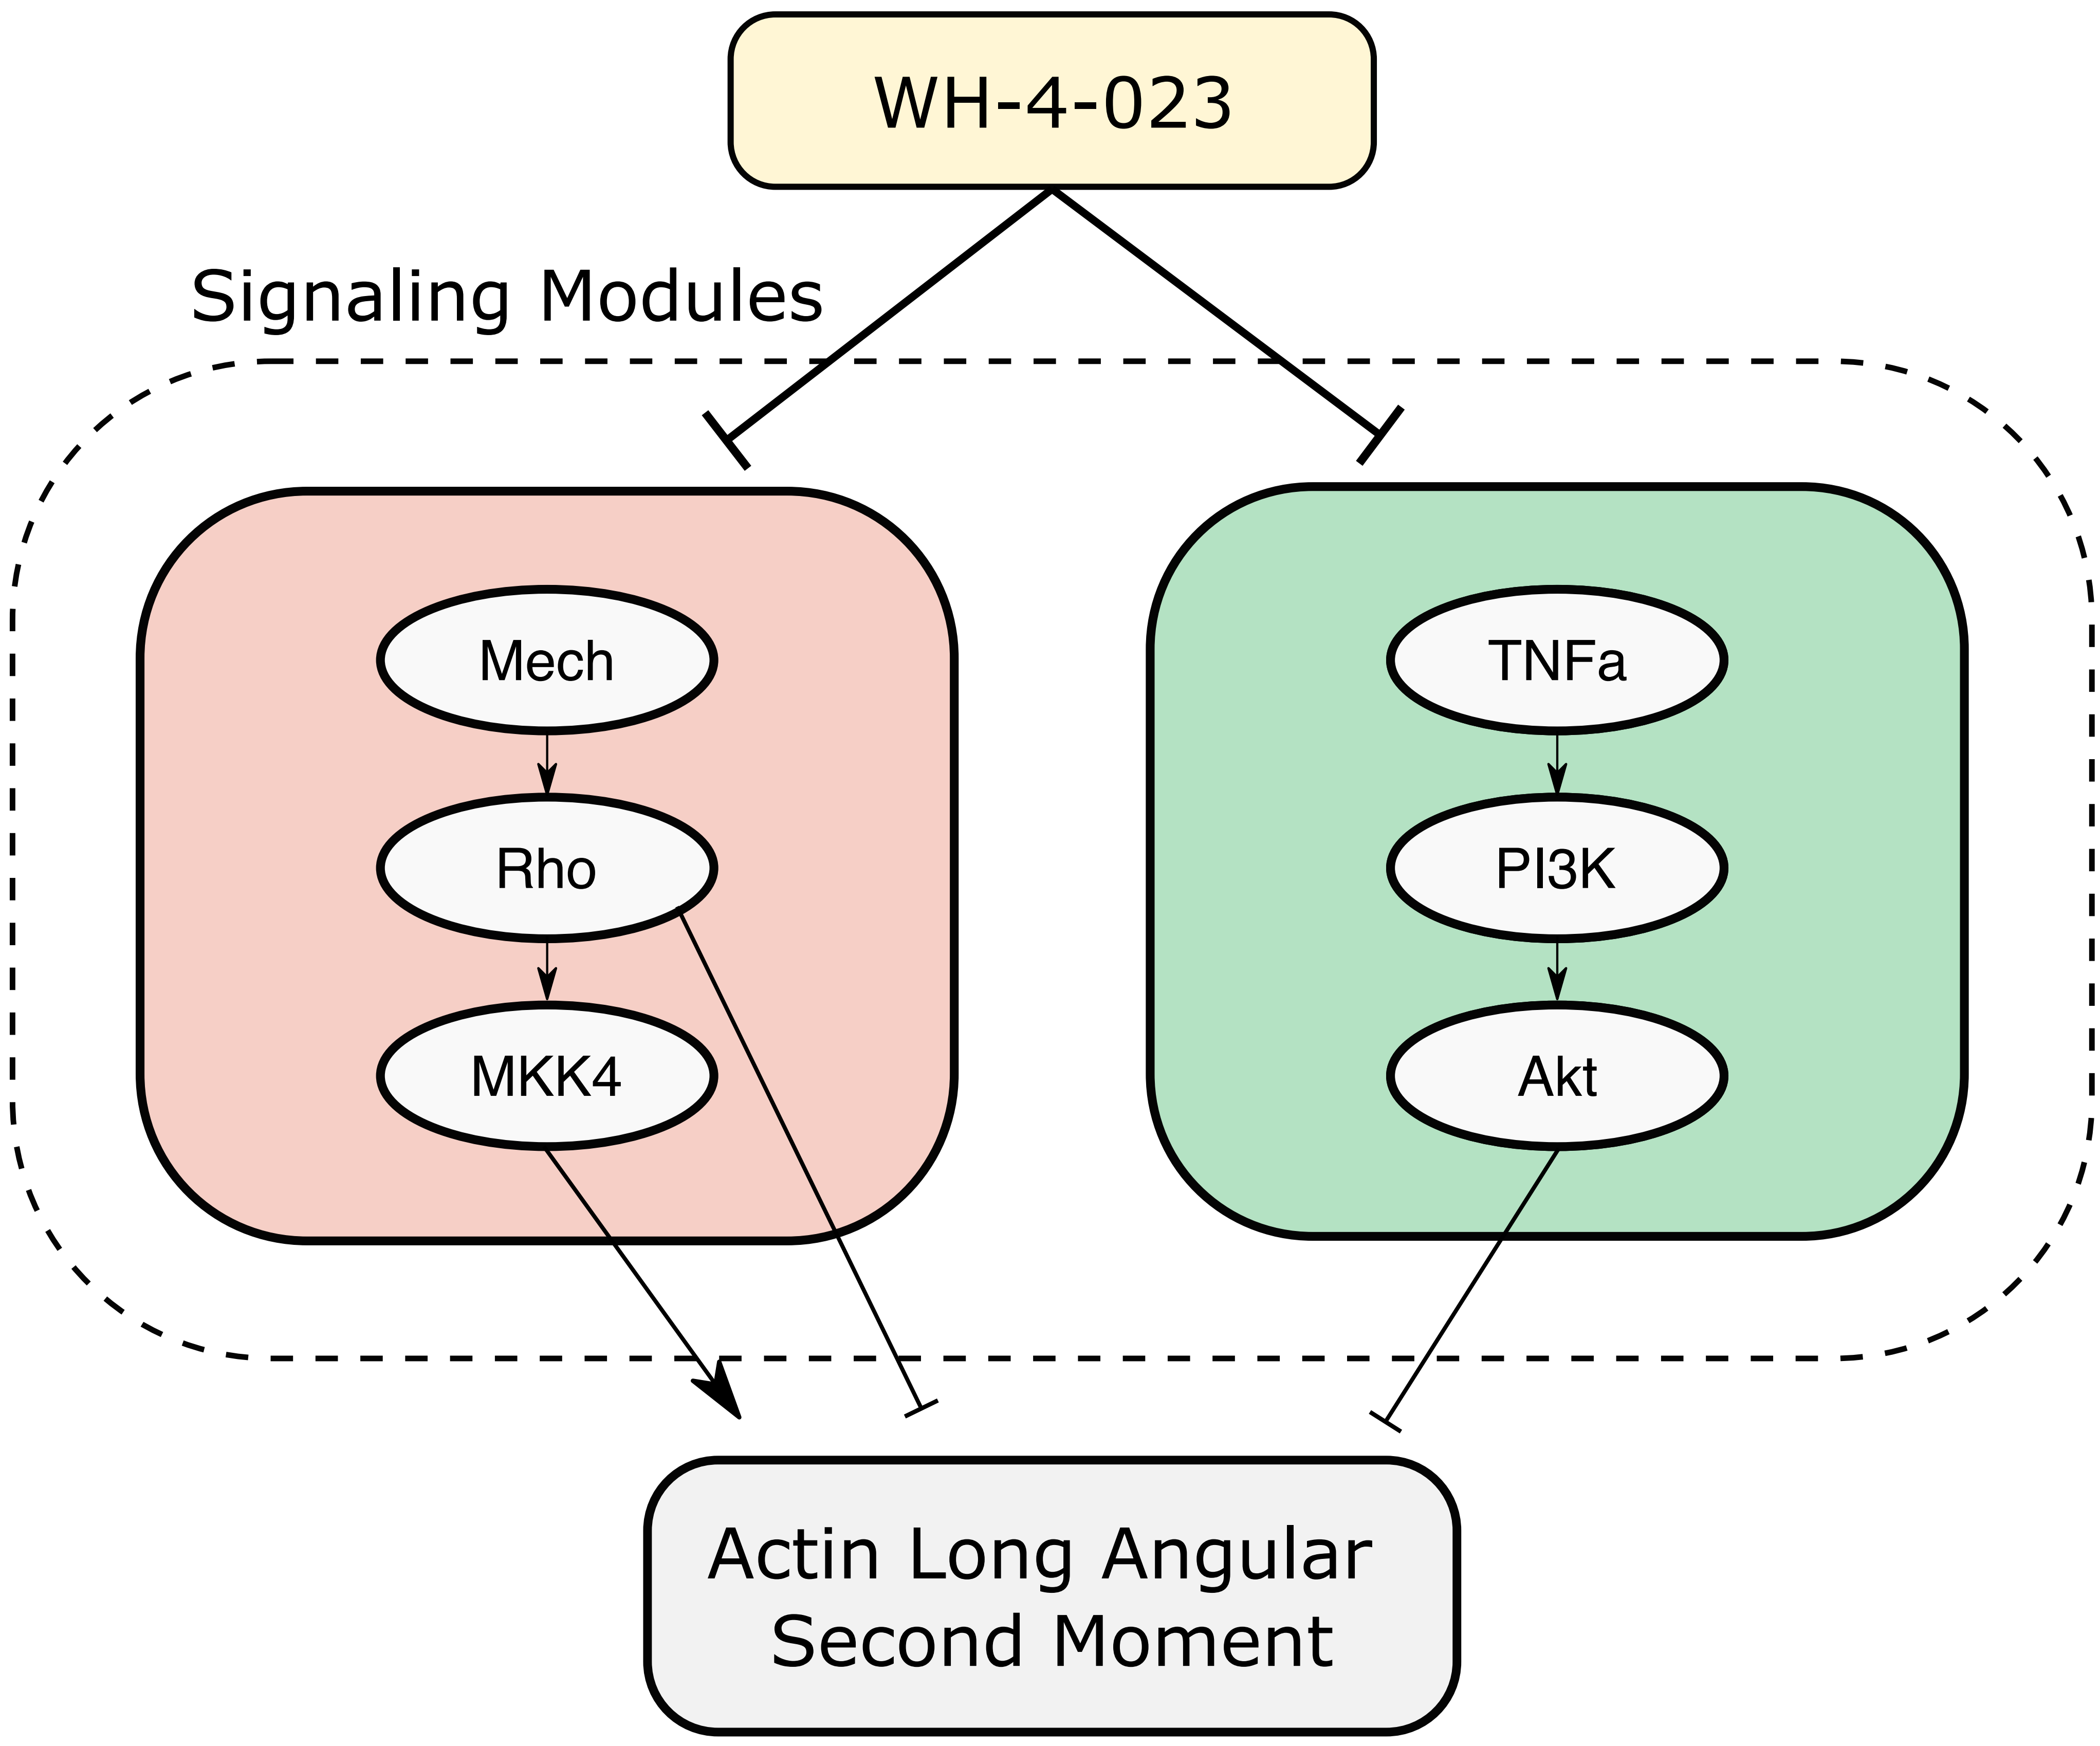 WH-4-023
Signaling Modules
Mech
Rho
MKK4
TNFa
PI3K
Akt
Actin Long Angular
Second Moment